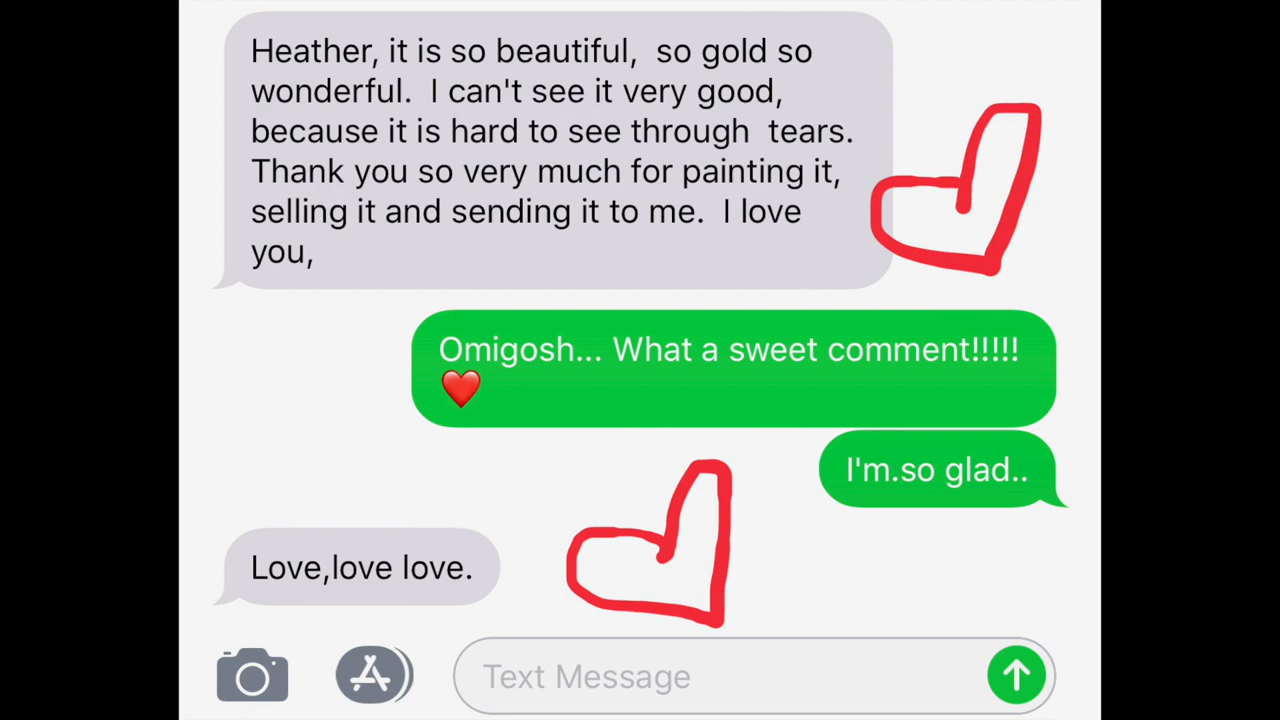 Heather, it is so beautiful,  so gold so
wonderful.  I can't see it very good,
because it is hard to see through  tears.
Thank you so very much for painting it,
selling it and sending it to me.  I love
you,
Omigosh... What a sweet comment!!!!!
❤️
I'm.so glad..
Love,love love.
Text Message